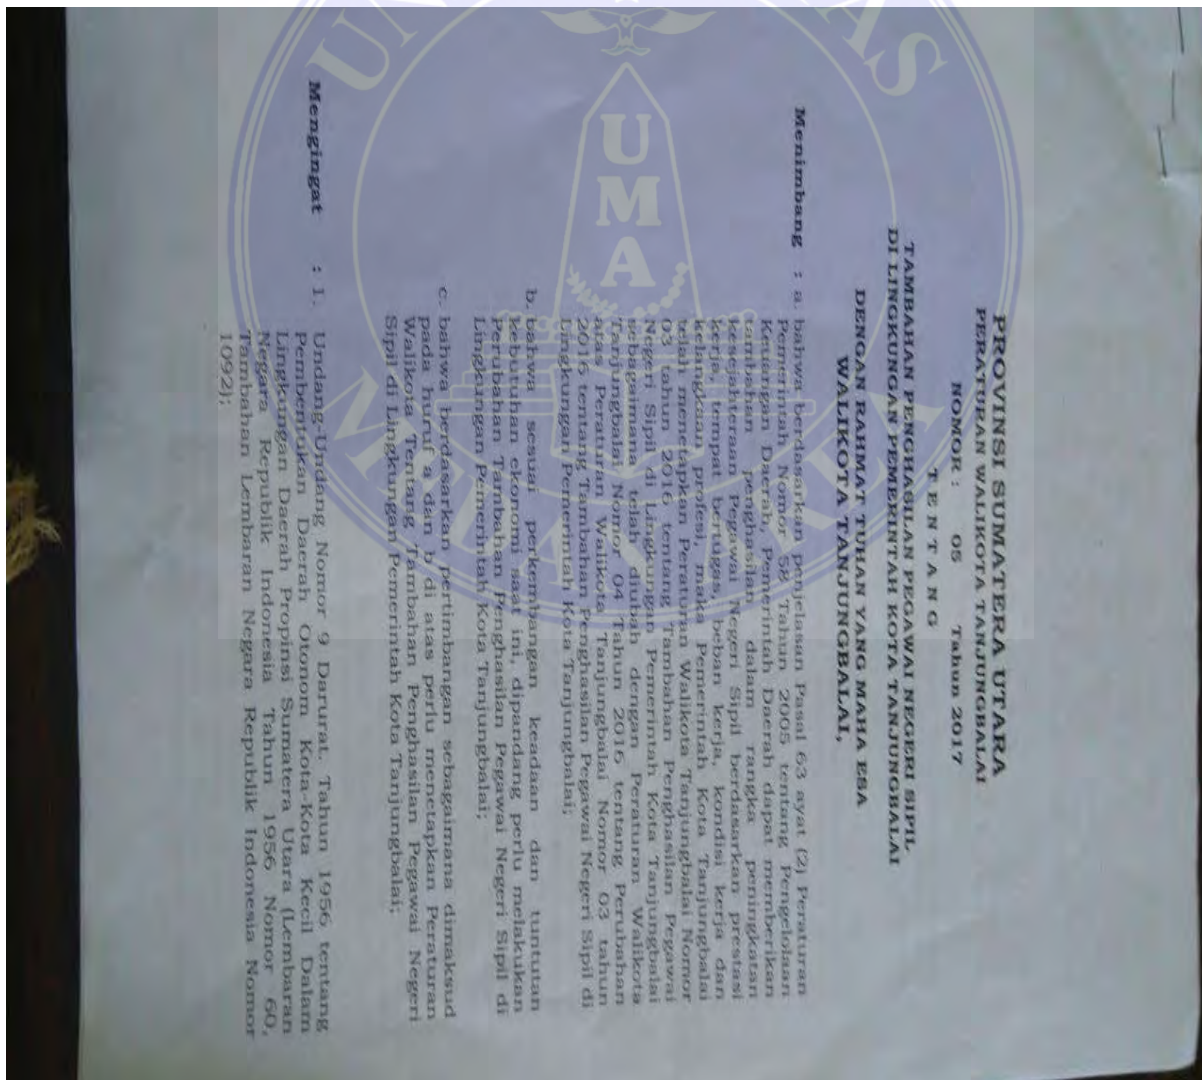 PROVINSI SUMATERA UTARA
PERATURAN WALIKOTA TANJUNGBALAI
NOMOR : 05 Tahun 2017
T E N T A N G
TAMBAHAN PENGHASILAN PEGAWAI NEGERI SIPIL
DI LINGKUNGAN PEMERINTAH KOTA TANJUNGBALAI
DENGAN RAHMAT TUHAN YANG MAHA ESA
WALIKOTA TANJUNGBALAI,
Menimbang : a. bahwa berdasarkan penjelasan Pasal 63 ayat (2) Peraturan
Pemerintah Nomor 58 Tahun 2005 tentang Pengelolaan
Keuangan Daerah, Pemerintah Daerah dapat memberikan
tambahan penghasilan dalam rangka peningkatan
kesejahteraan Pegawai Negeri Sipil berdasarkan prestasi
kerja, tempat bertugas, beban kerja, kondisi kerja dan
kelangkaan profesi, maka Pemerintah Kota Tanjungbalai
telah menetapkan Peraturan Walikota Tanjungbalai Nomor
03 tahun 2016 tentang Tambahan Penghasilan Pegawai
Negeri Sipil di Lingkungan Pemerintah Kota Tanjungbalai
sebagaimana telah diubah dengan Peraturan Walikota
Tanjungbalai Nomor 04 Tahun 2016 tentang Perubahan
atas Peraturan Walikota Tanjungbalai Nomor 03 tahun
2016 tentang Tambahan Penghasilan Pegawai Negeri Sipil di
Lingkungan Pemerintah Kota Tanjungbalai;
b. bahwa sesuai perkembangan keadaan dan tuntutan
kebutuhan ekonomi saat ini, dipandang perlu melakukan
Perubahan Tambahan Penghasilan Pegawai Negeri Sipil di
Lingkungan Pemerintah Kota Tanjungbalai;
c. bahwa berdasarkan pertimbangan sebagaimana dimaksud
pada huruf a dan b di atas perlu menetapkan Peraturan
Walikota Tentang Tambahan Penghasilan Pegawai Negeri
Sipil di Lingkungan Pemerintah Kota Tanjungbalai;
Mengingat : 1. Undang-Undang Nomor 9 Darurat. Tahun 1956 tentang
Pembentukan Daerah Otonom Kota-Kota Kecil Dalam
Lingkungan Daerah Propinsi Sumatera Utara (Lembaran
Negara Republik Indonesia Tahun 1956 Nomor 60,
Tambahan Lembaran Negara Republik Indonesia Nomor
1092);
UMA